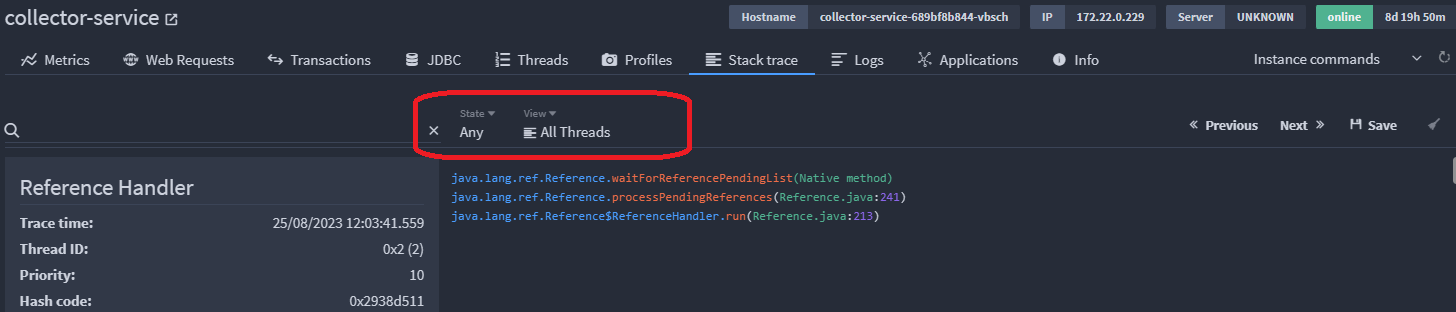 collector-service
Hostname collector-service-689bf8b844-vbsch IP 172.22.0.229 Server UNKNOWN online 8d 19h 50m
Metrics Web Requests Transactions JDBC Threads Profiles Stack trace Logs Applications Info Instance commands
State View
Any All Threads
Previous Next Save
Reference Handler
Trace time: 25/08/2023 12:03:41.559
Thread ID: 0x2 (2)
Priority: 10
Hash code: 0x2938d511
java.lang.ref.Reference.waitForReferencePendingList(Native method)
java.lang.ref.Reference.processPendingReferences(Reference.java:241)
java.lang.ref.Reference$ReferenceHandler.run(Reference.java:213)